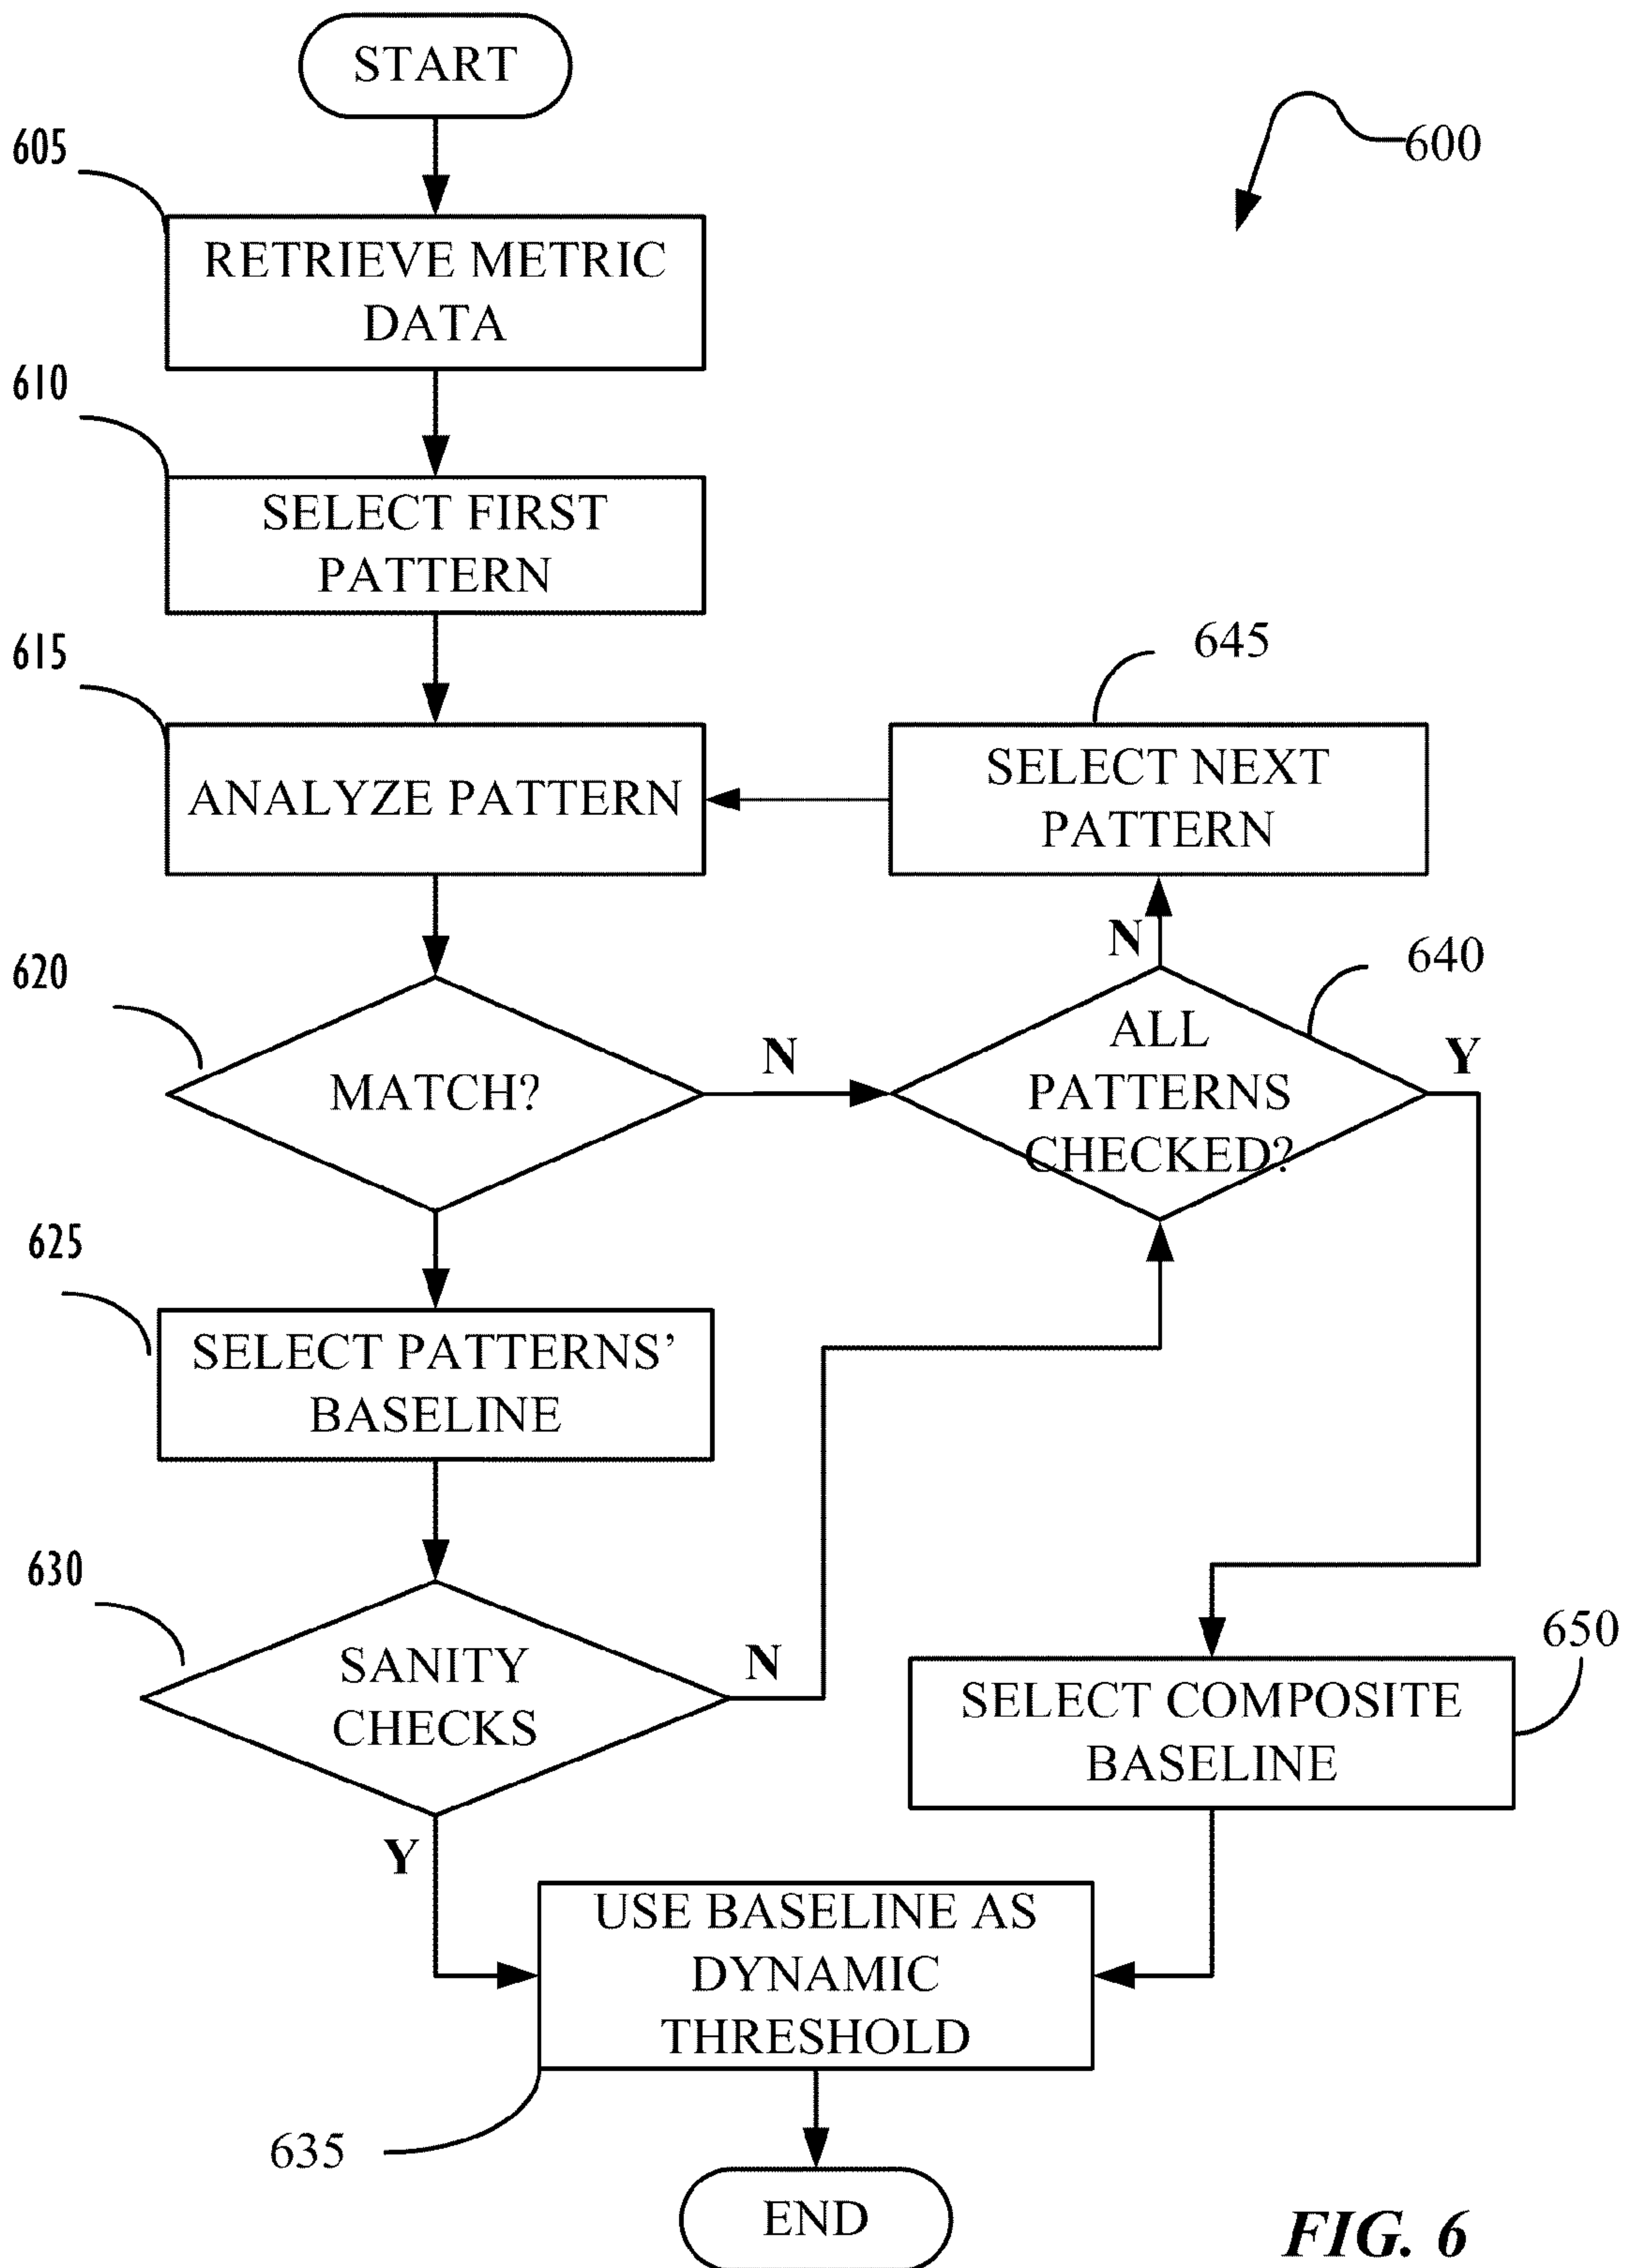 START
605
600
RETRIEVE METRIC
DATA
610
SELECT FIRST
PATTERN
615
645
ANALYZE PATTERN
SELECT NEXT
PATTERN
N
620
640
MATCH?
N
ALL
PATTERNS
CHECKED?
Y
625
SELECT PATTERNS’
BASELINE
630
SANITY
CHECKS
N
650
SELECT COMPOSITE
BASELINE
Y
USE BASELINE AS
DYNAMIC
THRESHOLD
635
END
FIG. 6